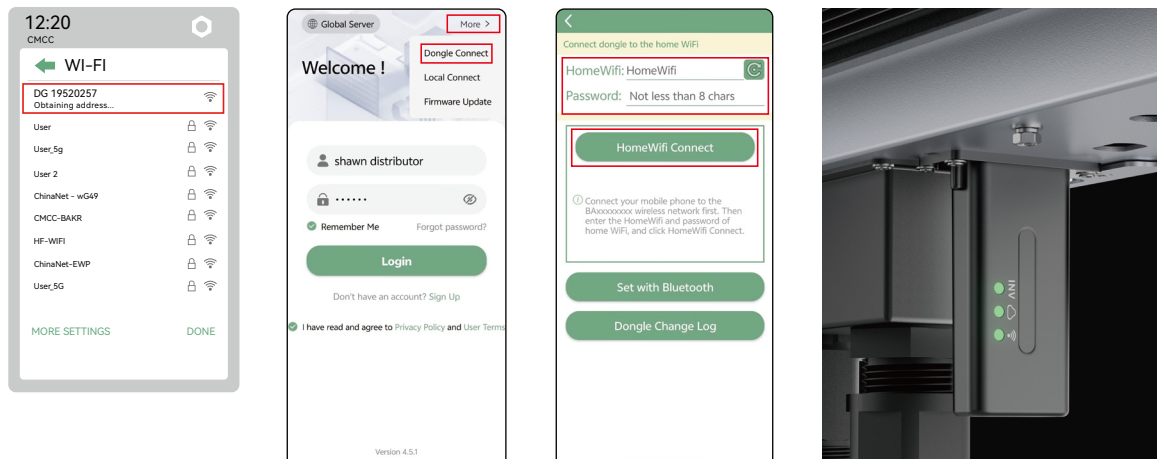 12:20
CMCC
WI-FI
DG 19520257
Obtaining address...
User
User_5g
User 2
ChinaNet - wG49
CMCC-BAKR
HF-WIFI
ChinaNet-EWP
User_5G
MORE SETTINGS
DONE
Global Server
More >
Dongle Connect
Welcome !
Local Connect
Firmware Update
shawn distributor
Remember Me
Forgot password?
Login
Don't have an account? Sign Up
I have read and agree to Privacy Policy and User Terms
Version 4.5.1
Connect dongle to the home WiFi
HomeWifi: HomeWifi
Password: Not less than 8 chars
HomeWifi Connect
Connect your mobile phone to the
BAxxxxxxxx wireless network first. Then
enter the HomeWifi and password of
home WiFi, and click HomeWifi Connect.
Set with Bluetooth
Dongle Change Log
INV